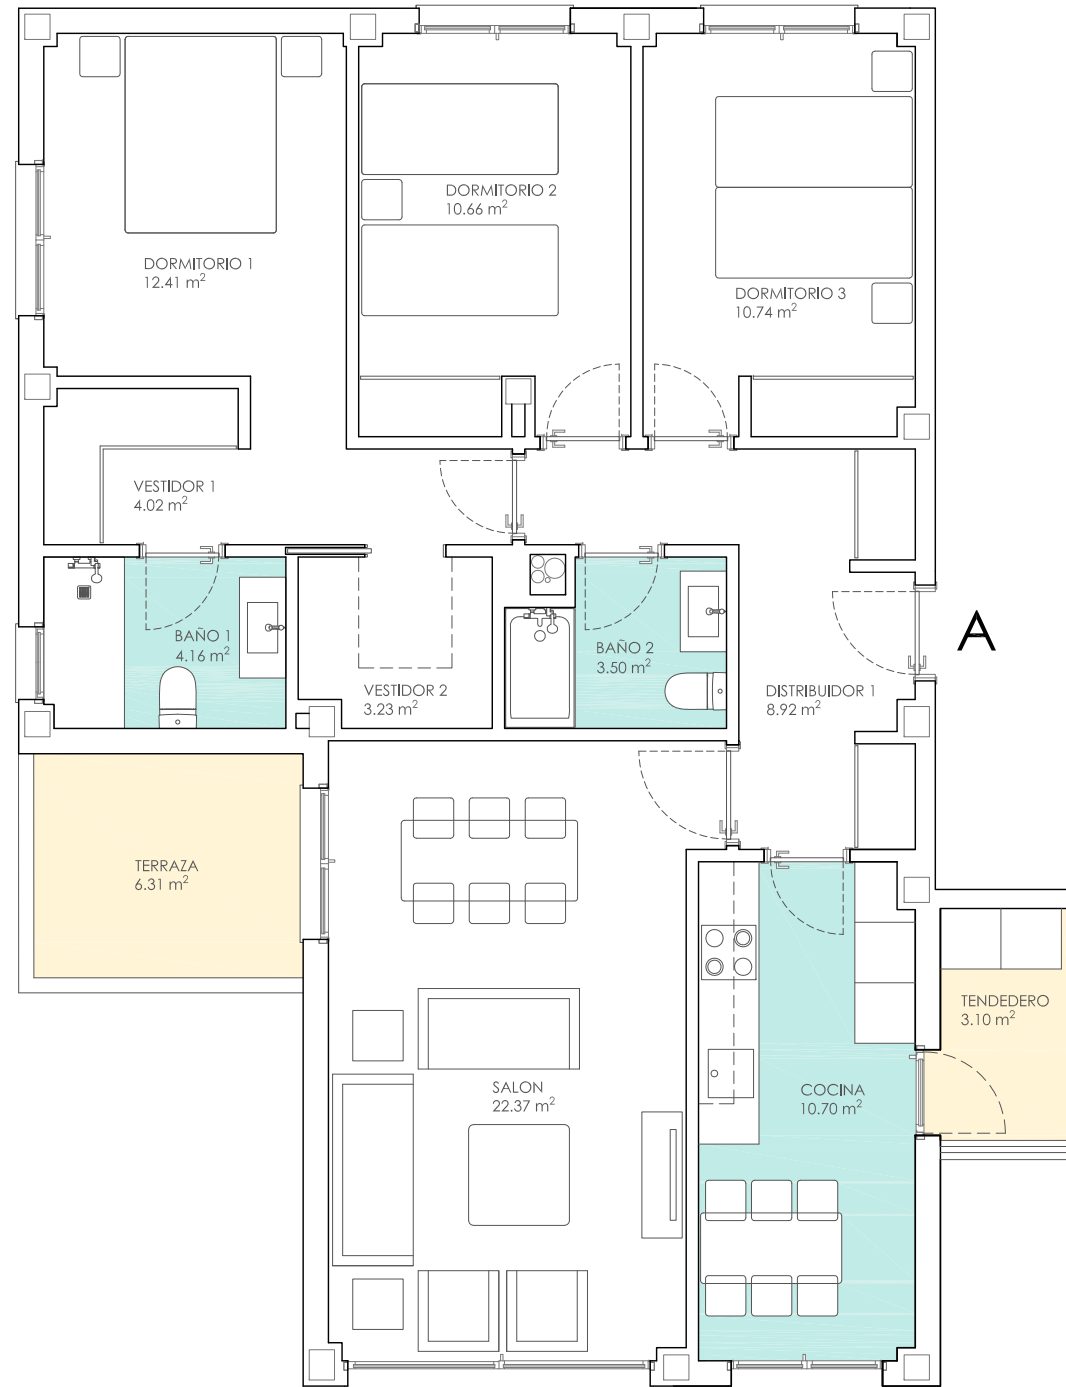 DORMITORIO 2
10.66 m²
DORMITORIO 1
12.41 m²
DORMITORIO 3
10.74 m²
VESTIDOR 1
4.02 m²
BAÑO 1
4.16 m²
BAÑO 2
3.50 m²
A
VESTIDOR 2
3.23 m²
DISTRIBUIDOR 1
8.92 m²
TERRAZA
6.31 m²
TENDEDERO
3.10 m²
SALON
22.37 m²
COCINA
10.70 m²